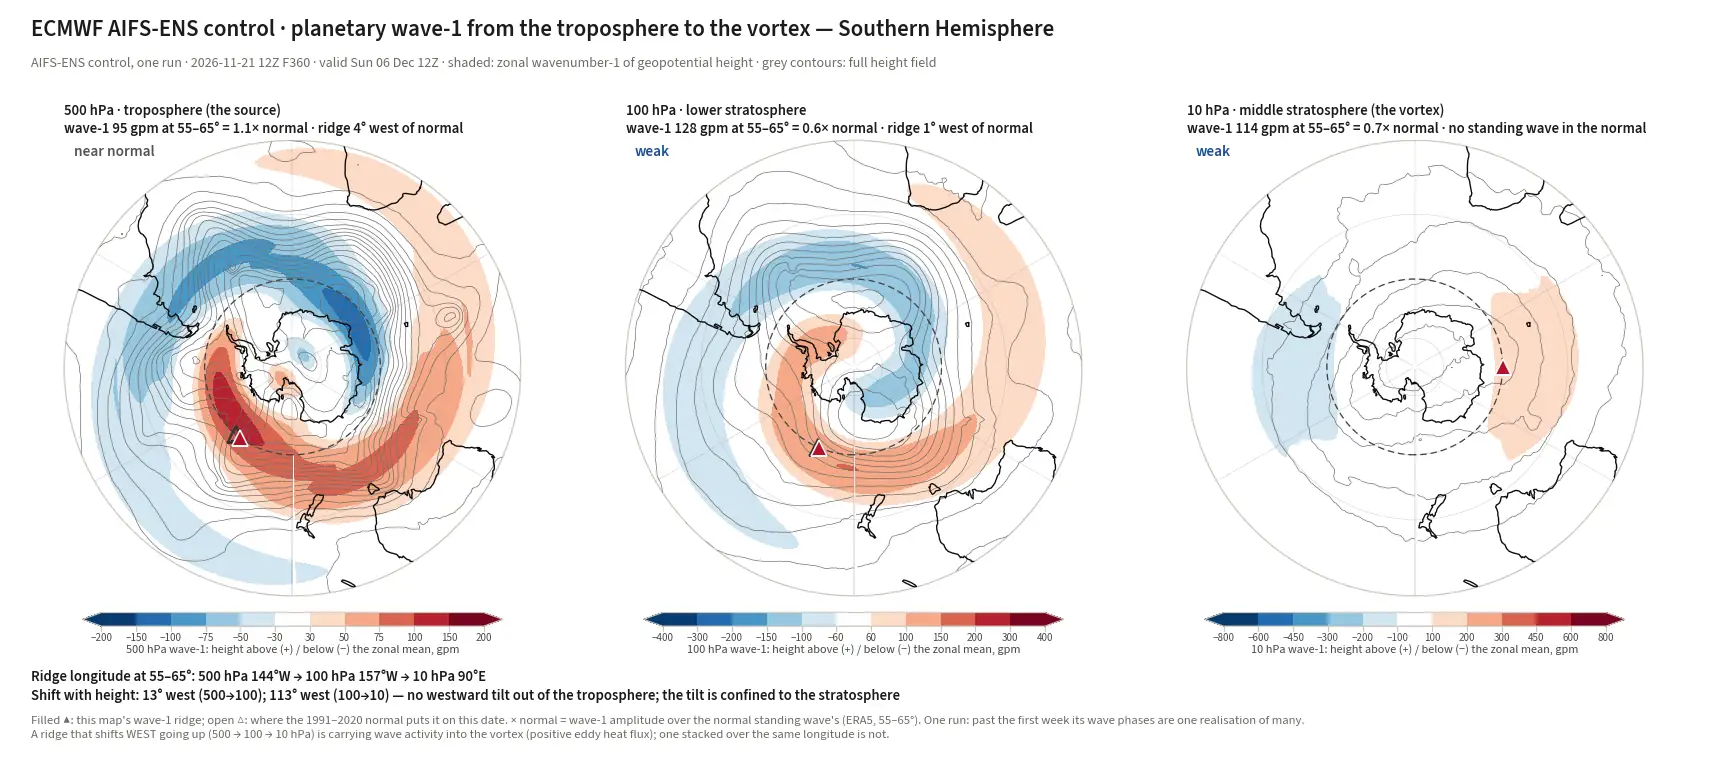 ECMWF AIFS-ENS control · planetary wave-1 from the troposphere to the vortex — Southern Hemisphere
AIFS-ENS control, one run · 2026-11-21 12Z F360 · valid Sun 06 Dec 12Z · shaded: zonal wavenumber-1 of geopotential height · grey contours: full height field
500 hPa · troposphere (the source)
wave-1 95 gpm at 55–65° = 1.1× normal · ridge 4° west of normal
near normal
100 hPa · lower stratosphere
wave-1 128 gpm at 55–65° = 0.6× normal · ridge 1° west of normal
weak
10 hPa · middle stratosphere (the vortex)
wave-1 114 gpm at 55–65° = 0.7× normal · no standing wave in the normal
weak
−200 −150 −100 −75 −50 −30 30 50 75 100 150 200
500 hPa wave-1: height above (+) / below (−) the zonal mean, gpm
−400 −300 −200 −150 −100 −60 60 100 150 200 300 400
100 hPa wave-1: height above (+) / below (−) the zonal mean, gpm
−800 −600 −450 −300 −200 −100 100 200 300 450 600 800
10 hPa wave-1: height above (+) / below (−) the zonal mean, gpm
Ridge longitude at 55–65°: 500 hPa 144°W → 100 hPa 157°W → 10 hPa 90°E
Shift with height: 13° west (500→100); 113° west (100→10) — no westward tilt out of the troposphere; the tilt is confined to the stratosphere
Filled ▲: this map's wave-1 ridge; open △: where the 1991–2020 normal puts it on this date. × normal = wave-1 amplitude over the normal standing wave's (ERA5, 55–65°). One run: past the first week its wave phases are one realisation of many.
A ridge that shifts WEST going up (500 → 100 → 10 hPa) is carrying wave activity into the vortex (positive eddy heat flux); one stacked over the same longitude is not.